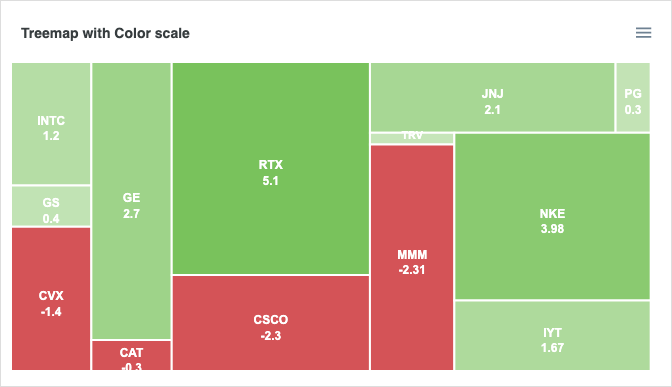 Treemap with Color scale
INTC
1.2
GS
0.4
CVX
-1.4
GE
2.7
CAT
-0.3
RTX
5.1
CSCO
-2.3
JNJ
2.1
PG
0.3
TRV
MMM
-2.31
NKE
3.98
IYT
1.67